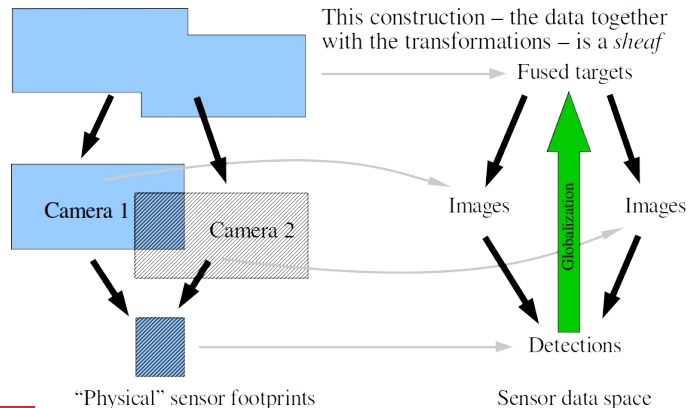 This construction – the data together
with the transformations – is a sheaf
Fused targets
Camera 1
Camera 2
Images
Images
Globalization
Detections
“Physical” sensor footprints
Sensor data space